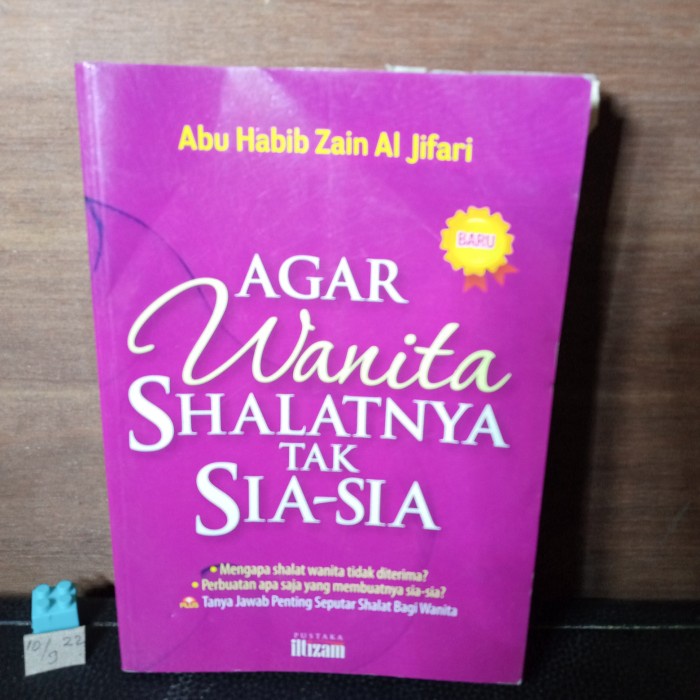 Abu Habib Zain Al Jifari
BARU
AGAR
Wanita
SHALATNYA
TAK
SIA-SIA
• Mengapa shalat wanita tidak diterima?
• Perbuatan apa saja yang membuatnya sia-sia?
PLUS Tanya Jawab Penting Seputar Shalat Bagi Wanita
PUSTAKA
iltizam
10/9 22